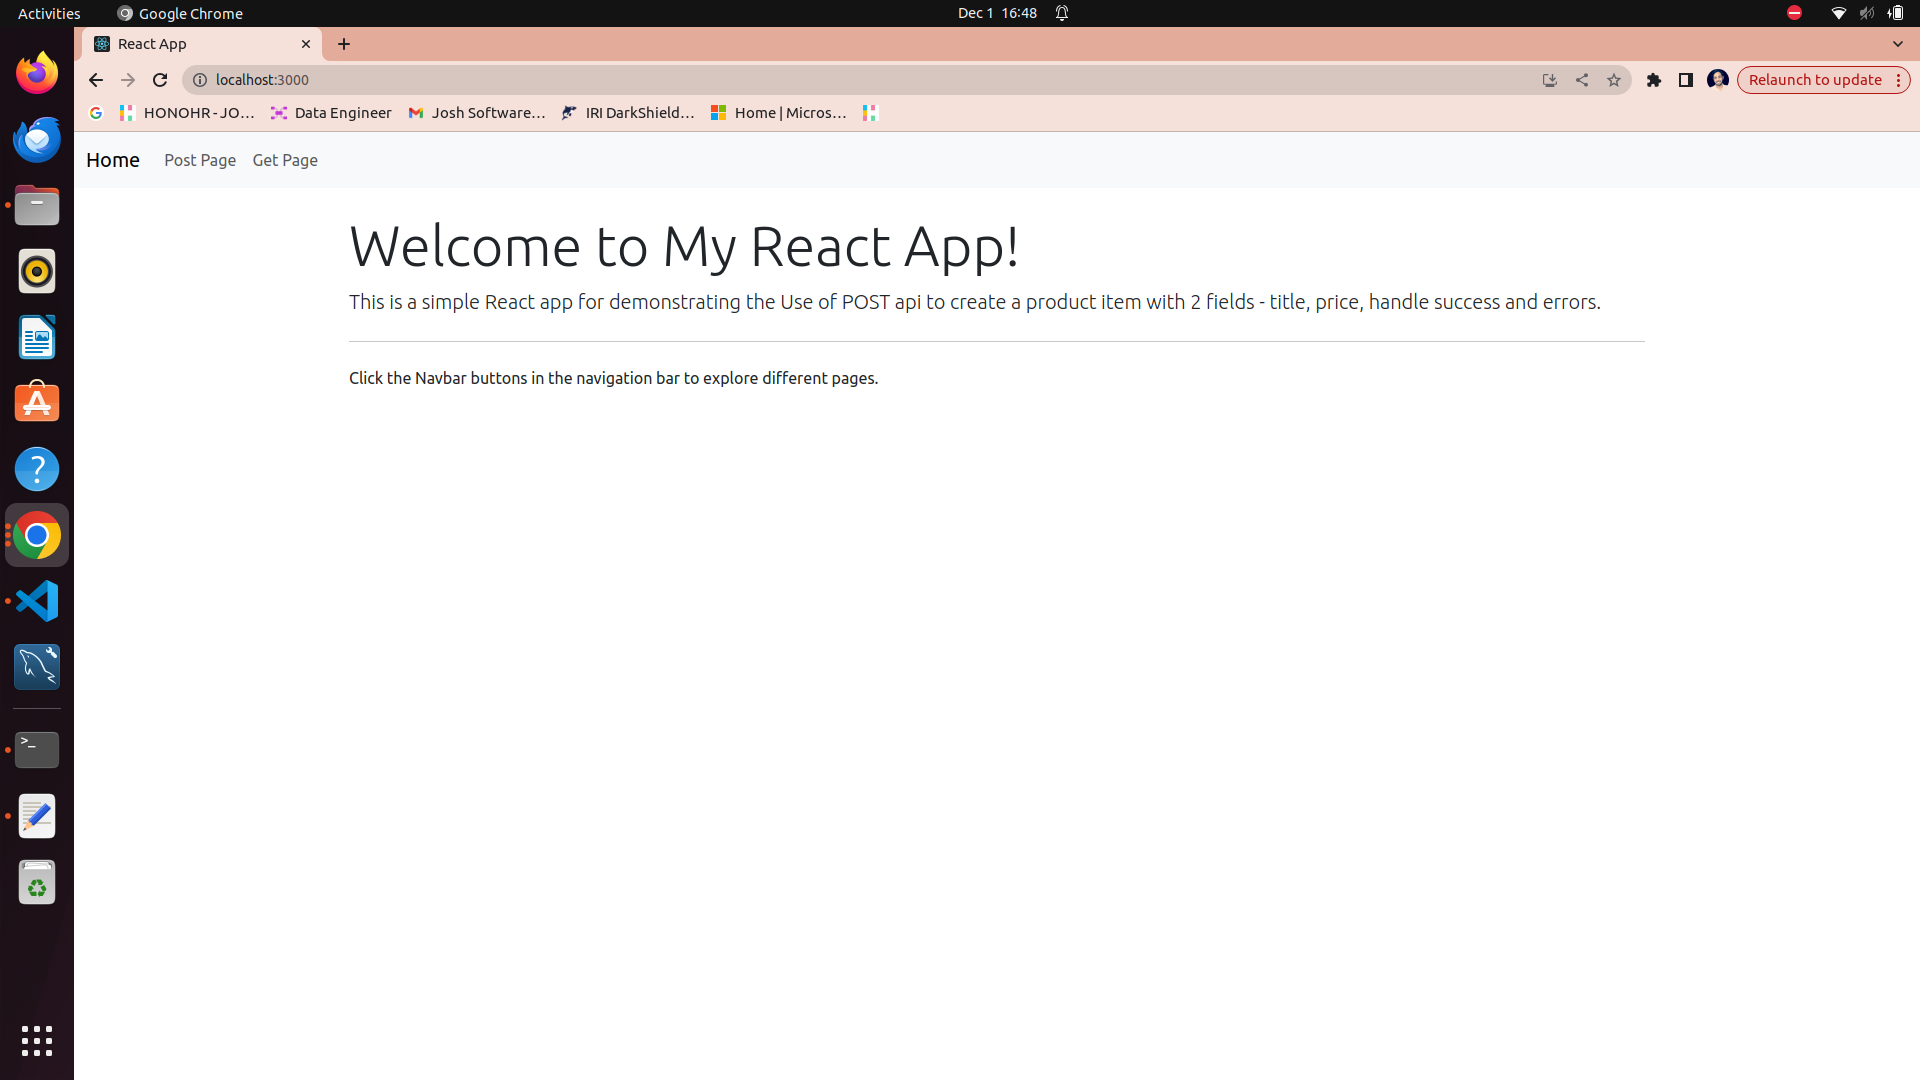 Activities Google Chrome Dec 1 16:48
React App
localhost:3000 Relaunch to update
HONOHR - JO... Data Engineer Josh Software... IRI DarkShield... Home | Micros...
Home Post Page Get Page
Welcome to My React App!
This is a simple React app for demonstrating the Use of POST api to create a product item with 2 fields - title, price, handle success and errors.
Click the Navbar buttons in the navigation bar to explore different pages.